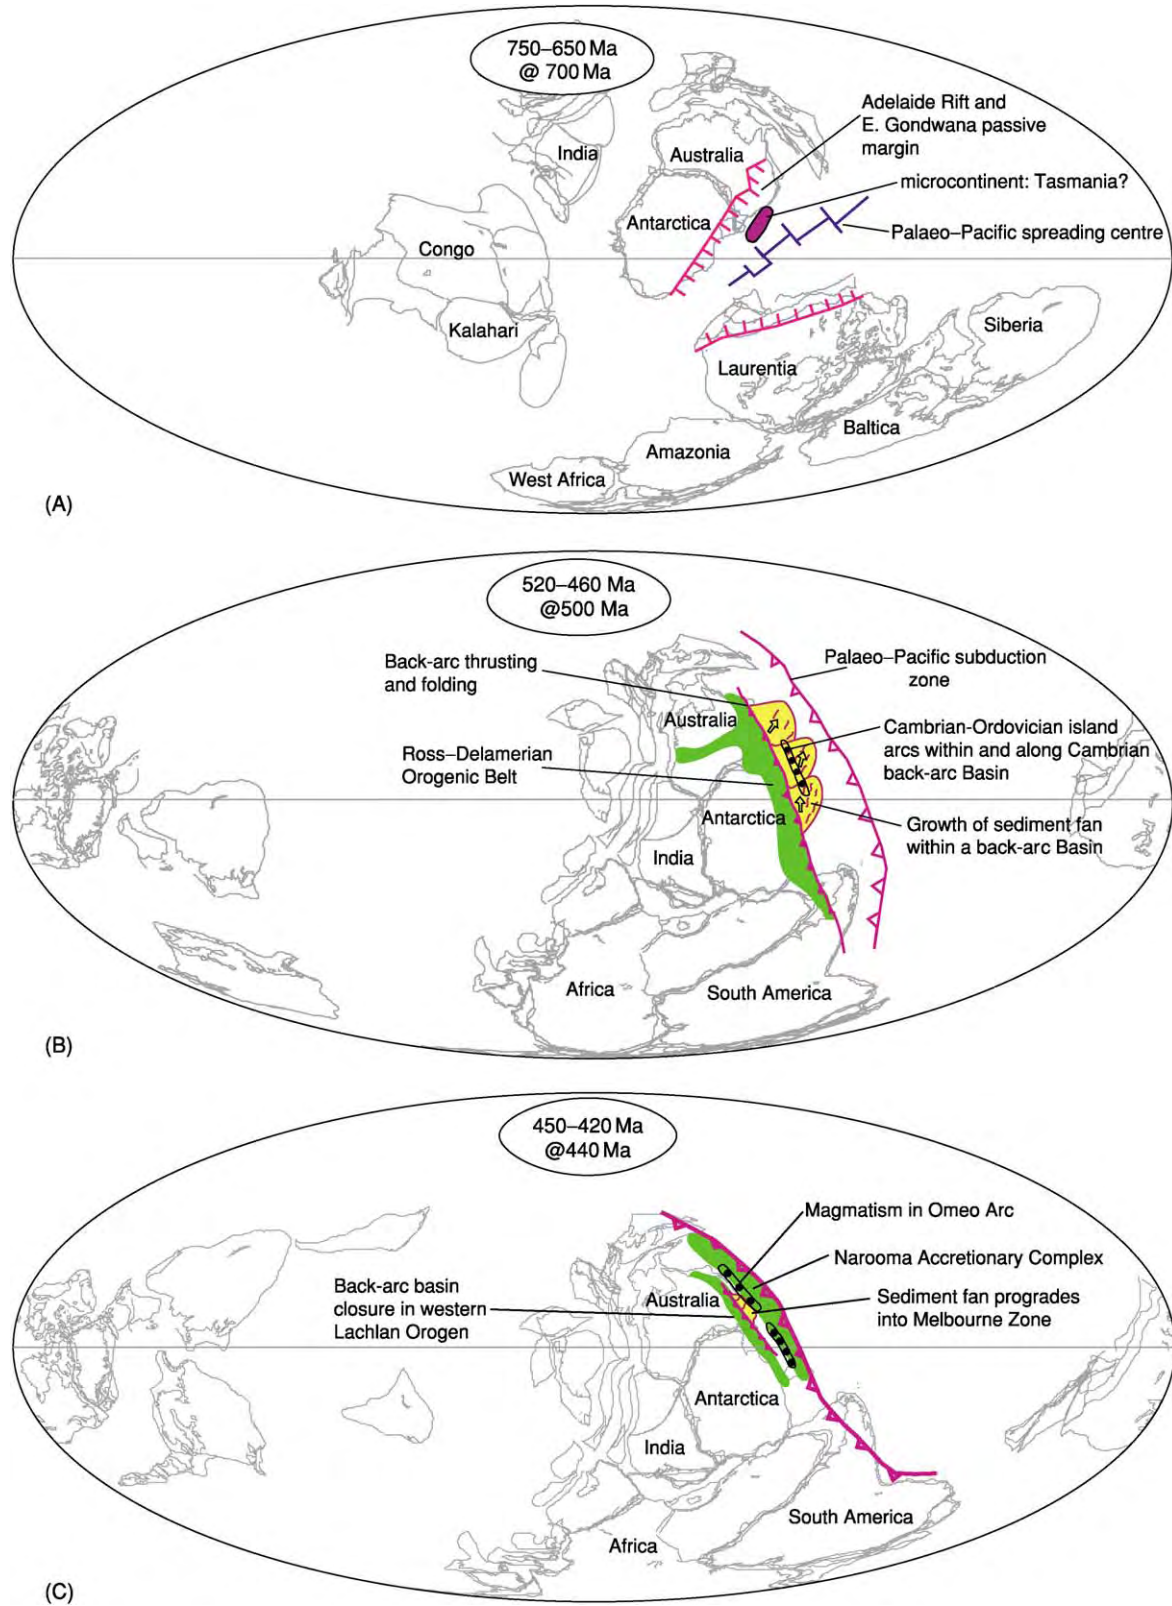 750–650 Ma
@ 700 Ma
Adelaide Rift and
E. Gondwana passive
margin
India
Australia
microcontinent: Tasmania?
Antarctica
Palaeo–Pacific spreading centre
Congo
Kalahari
Siberia
Laurentia
Baltica
Amazonia
West Africa
(A)
520–460 Ma
@500 Ma
Back-arc thrusting
and folding
Palaeo–Pacific subduction
zone
Australia
Cambrian-Ordovician island
arcs within and along Cambrian
back-arc Basin
Ross–Delamerian
Orogenic Belt
Antarctica
Growth of sediment fan
within a back-arc Basin
India
Africa
South America
(B)
450–420 Ma
@440 Ma
Magmatism in Omeo Arc
Narooma Accretionary Complex
Back-arc basin
closure in western
Lachlan Orogen
Australia
Sediment fan progrades
into Melbourne Zone
Antarctica
India
South America
Africa
(C)